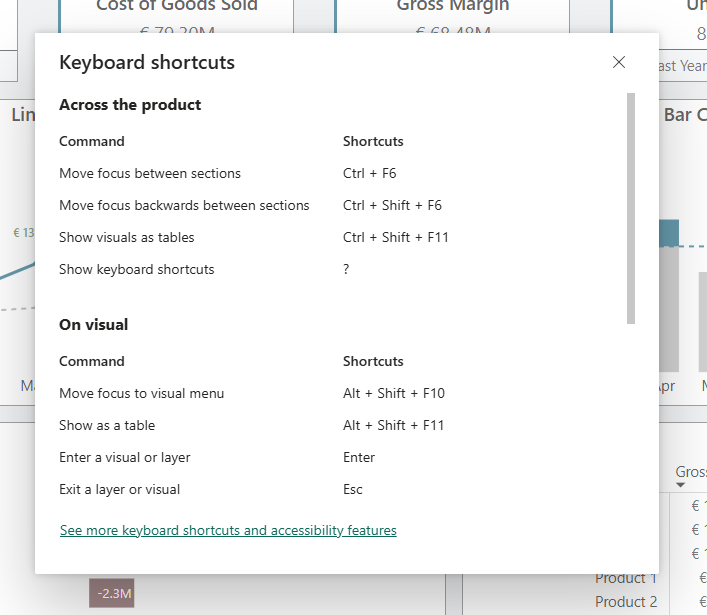 Cost of Goods Sold
Gross Margin
€ 79.30M
€ 68.48M
Keyboard shortcuts
Across the product
Command Shortcuts
Move focus between sections Ctrl + F6
Move focus backwards between sections Ctrl + Shift + F6
Show visuals as tables Ctrl + Shift + F11
Show keyboard shortcuts ?
On visual
Command Shortcuts
Move focus to visual menu Alt + Shift + F10
Show as a table Alt + Shift + F11
Enter a visual or layer Enter
Exit a layer or visual Esc
See more keyboard shortcuts and accessibility features
Lin
€ 13
Ma
ast Year
Bar C
pr
Gross
-2.3M
Product 1
Product 2